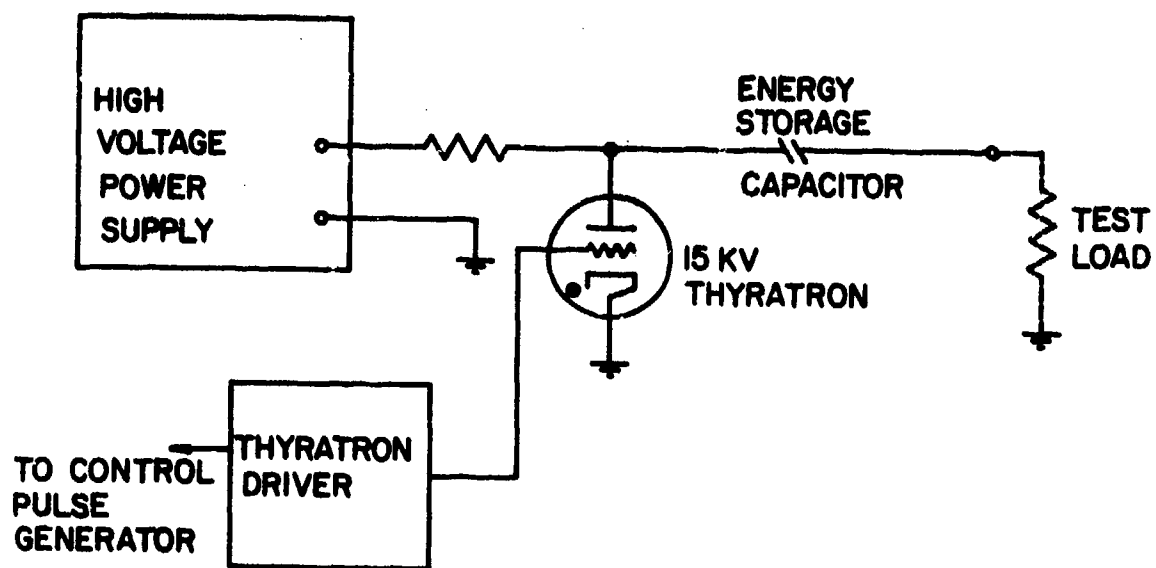 HIGH
VOLTAGE
POWER
SUPPLY
ENERGY
STORAGE
CAPACITOR
15 KV
THYRATRON
TEST
LOAD
THYRATRON
DRIVER
TO CONTROL
PULSE
GENERATOR